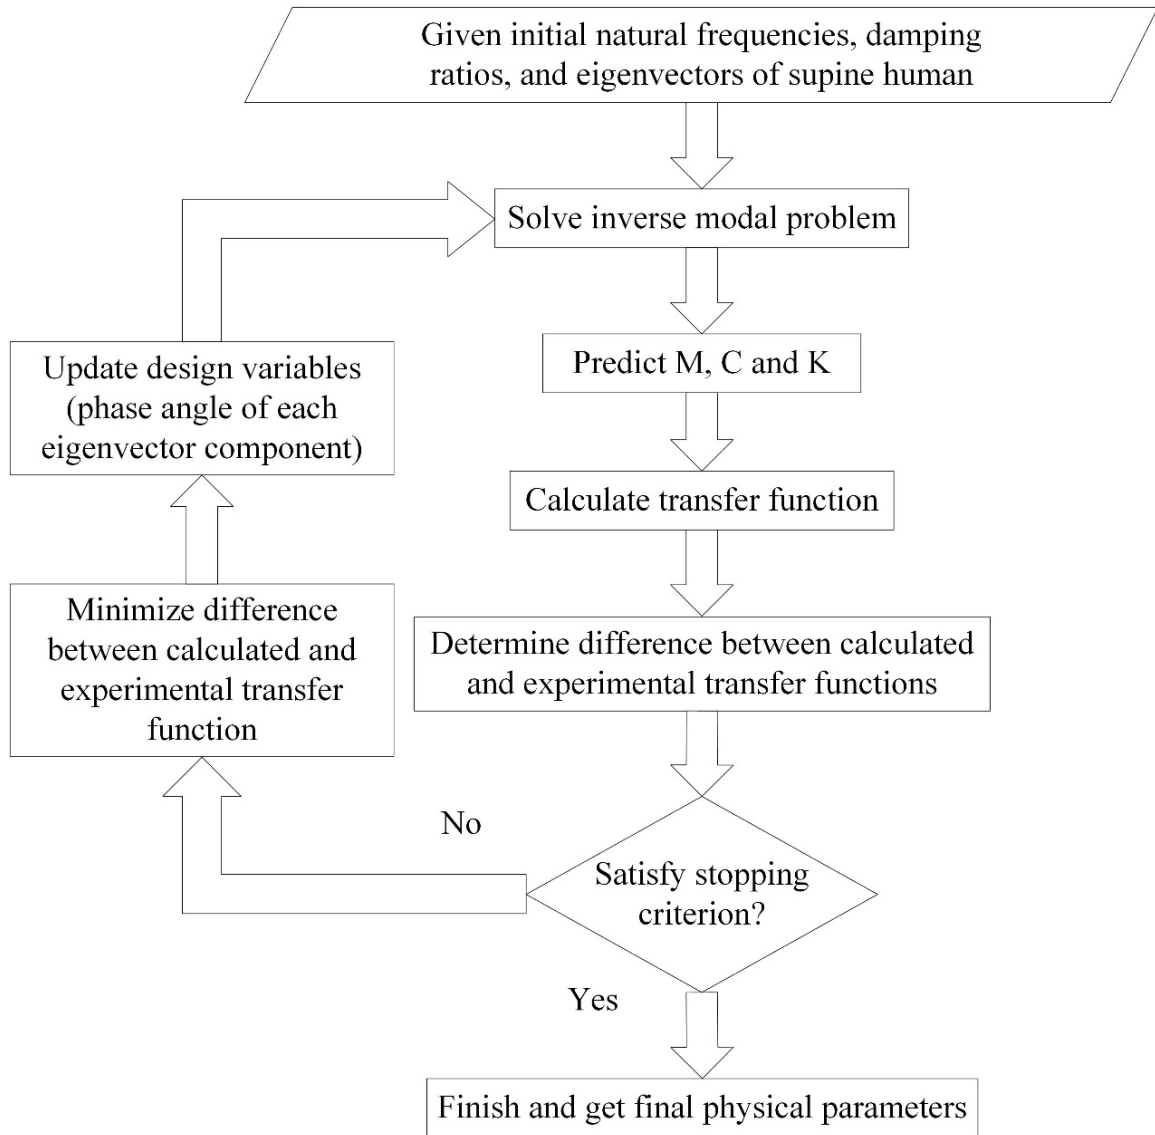 Given initial natural frequencies, damping
ratios, and eigenvectors of supine human
Solve inverse modal problem
Predict M, C and K
Calculate transfer function
Determine difference between calculated
and experimental transfer functions
Satisfy stopping
criterion?
No
Minimize difference
between calculated and
experimental transfer
function
Update design variables
(phase angle of each
eigenvector component)
Yes
Finish and get final physical parameters